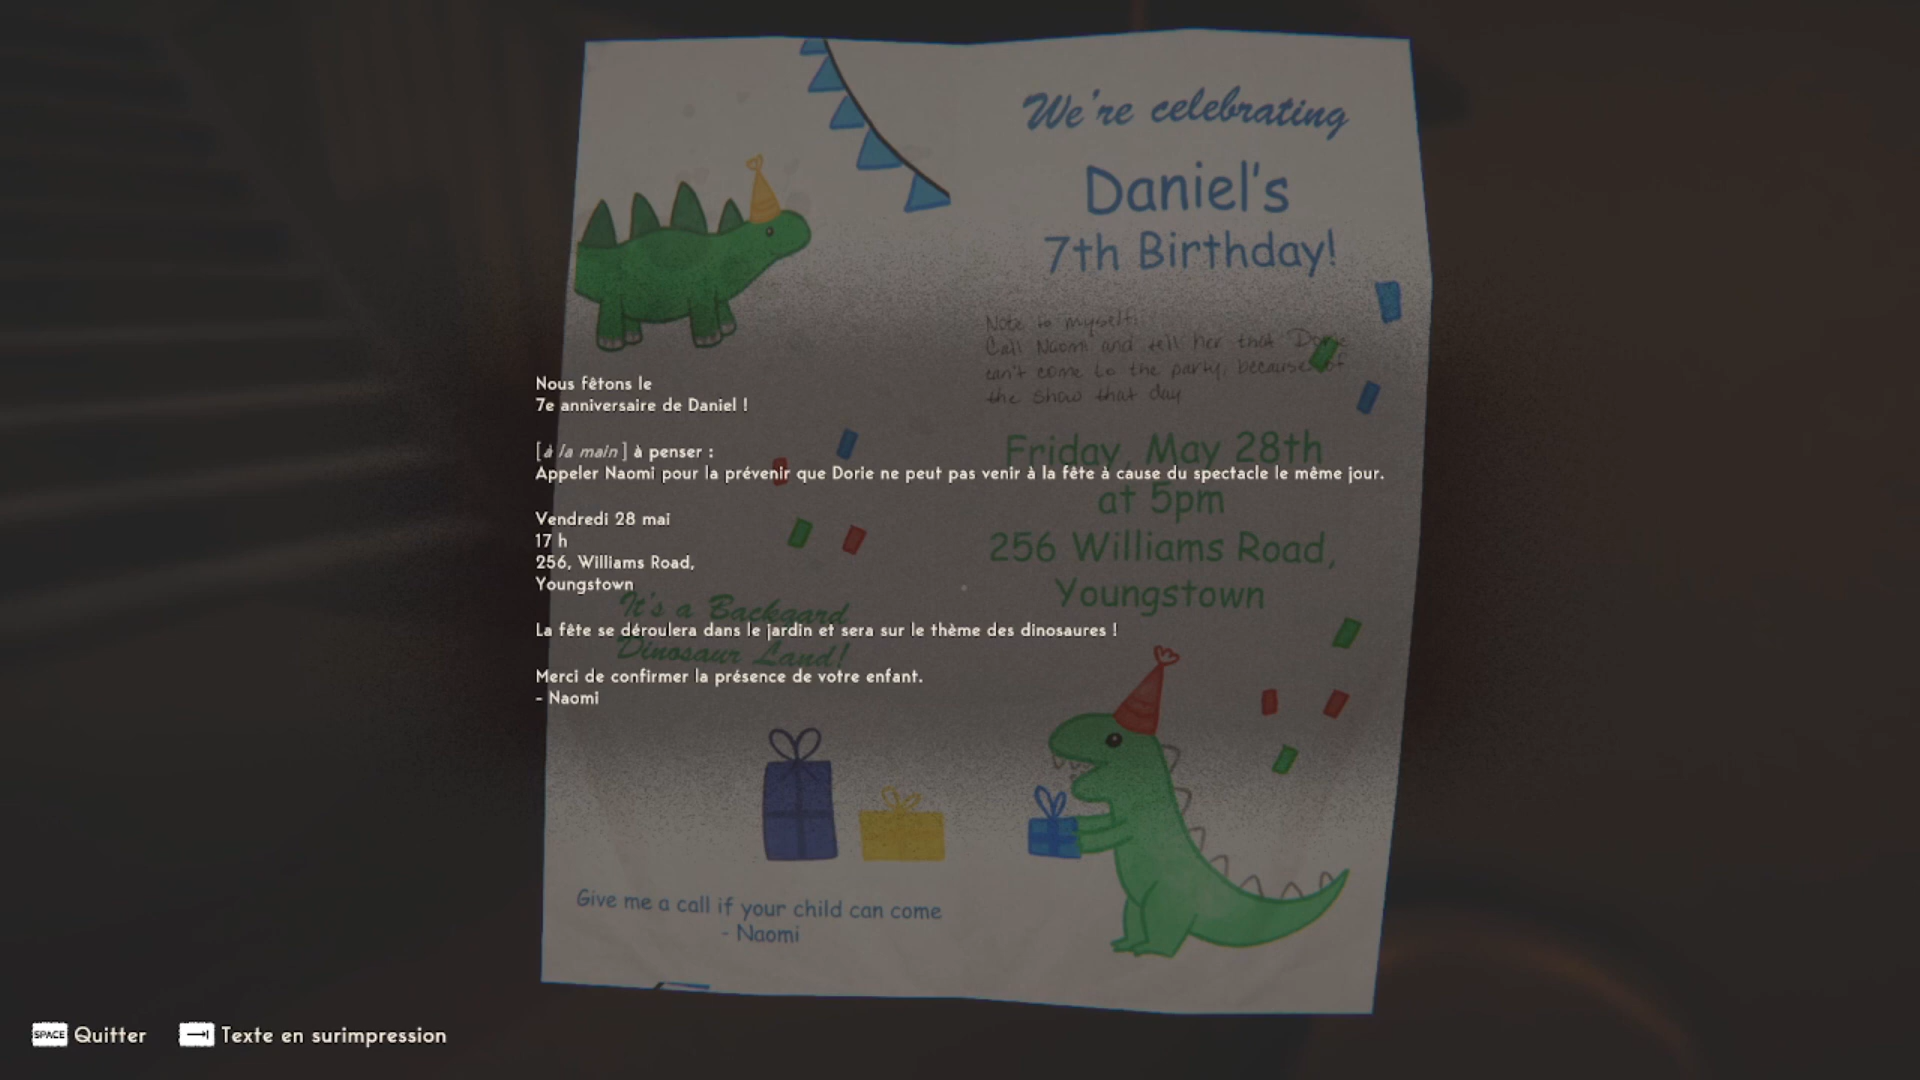 We're celebrating
Daniel's
7th Birthday!
Note to myself:
Call Naomi and tell her that Dorie
can't come to the party, because of
the show that day
Friday, May 28th
at 5pm
256 Williams Road,
Youngstown
It's a Backyard
Dinosaur Land!
Give me a call if your child can come
- Naomi
Nous fêtons le
7e anniversaire de Daniel !
[à la main] à penser :
Appeler Naomi pour la prévenir que Dorie ne peut pas venir à la fête à cause du spectacle le même jour.
Vendredi 28 mai
17 h
256, Williams Road,
Youngstown
La fête se déroulera dans le jardin et sera sur le thème des dinosaures !
Merci de confirmer la présence de votre enfant.
- Naomi
SPACE Quitter
Texte en surimpression